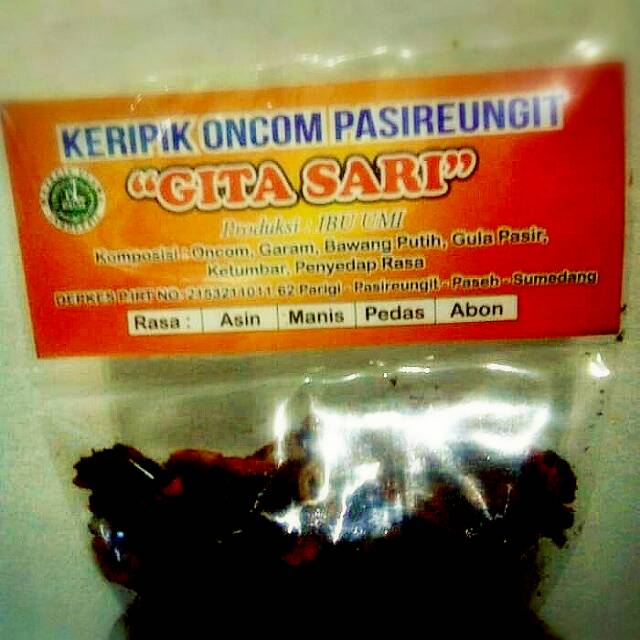 KERIPIK ONCOM PASIREUNGIT
"GITA SARI"
Produksi : IBU UMI
Komposisi : Oncom, Garam, Bawang Putih, Gula Pasir,
Ketumbar, Penyedap Rasa
DEPKES P.IRT NO. 2153211011 62 Parigi - Pasireungit - Paseh - Sumedang
Rasa : Asin Manis Pedas Abon